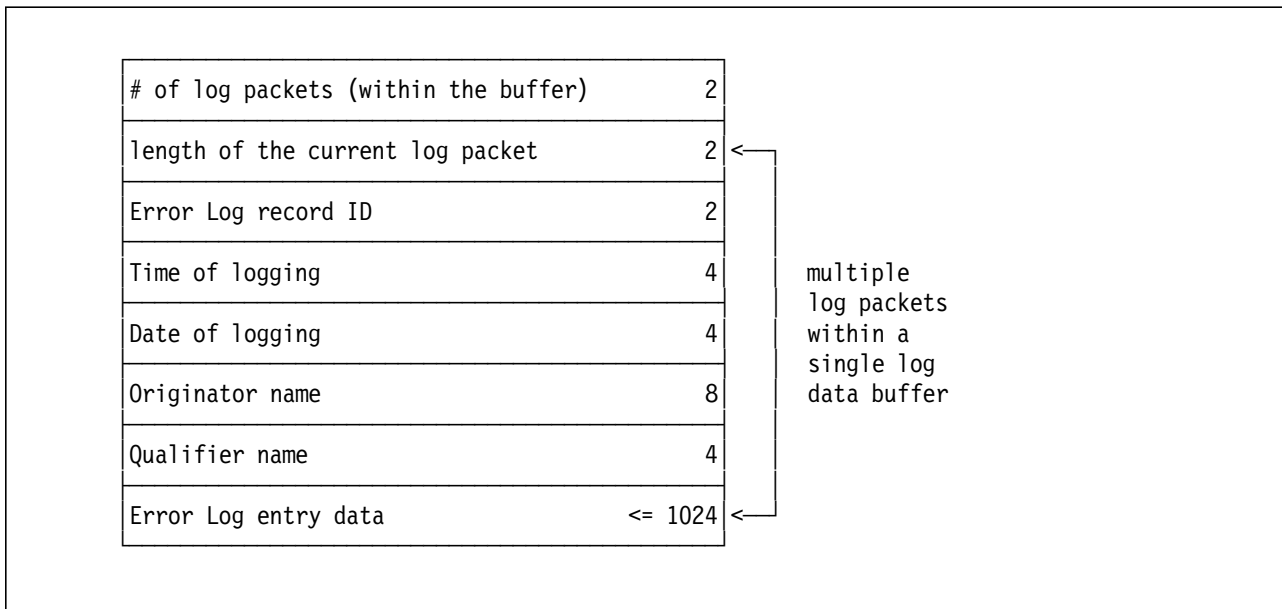 # of log packets (within the buffer) 2
length of the current log packet 2 <
Error Log record ID 2
Time of logging 4
multiple
log packets
Date of logging 4
within a
single log
Originator name 8
data buffer
Qualifier name 4
Error Log entry data <= 1024 <